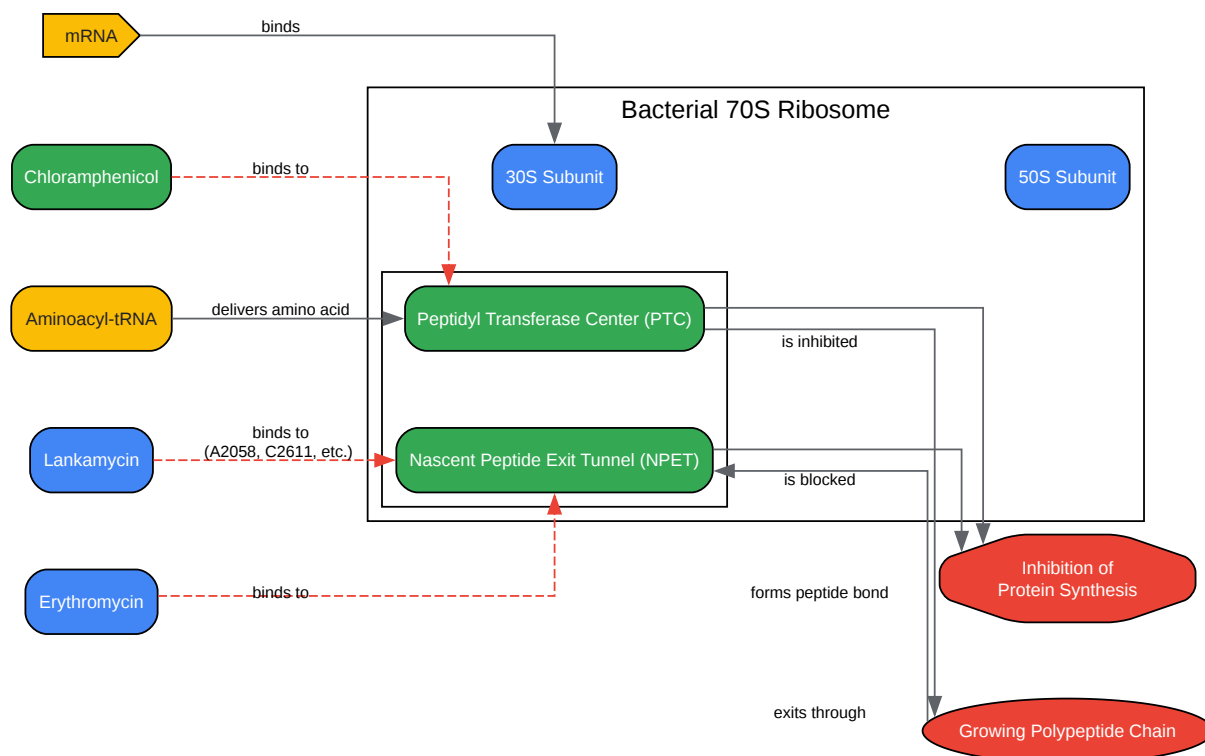 mRNA
binds
Bacterial 70S Ribosome
Chloramphenicol
binds to
30S Subunit
50S Subunit
Aminoacyl-tRNA
delivers amino acid
Peptidyl Transferase Center (PTC)
is inhibited
Lankamycin
binds to
(A2058, C2611, etc.)
Nascent Peptide Exit Tunnel (NPET)
is blocked
Erythromycin
binds to
forms peptide bond
Inhibition of
Protein Synthesis
exits through
Growing Polypeptide Chain